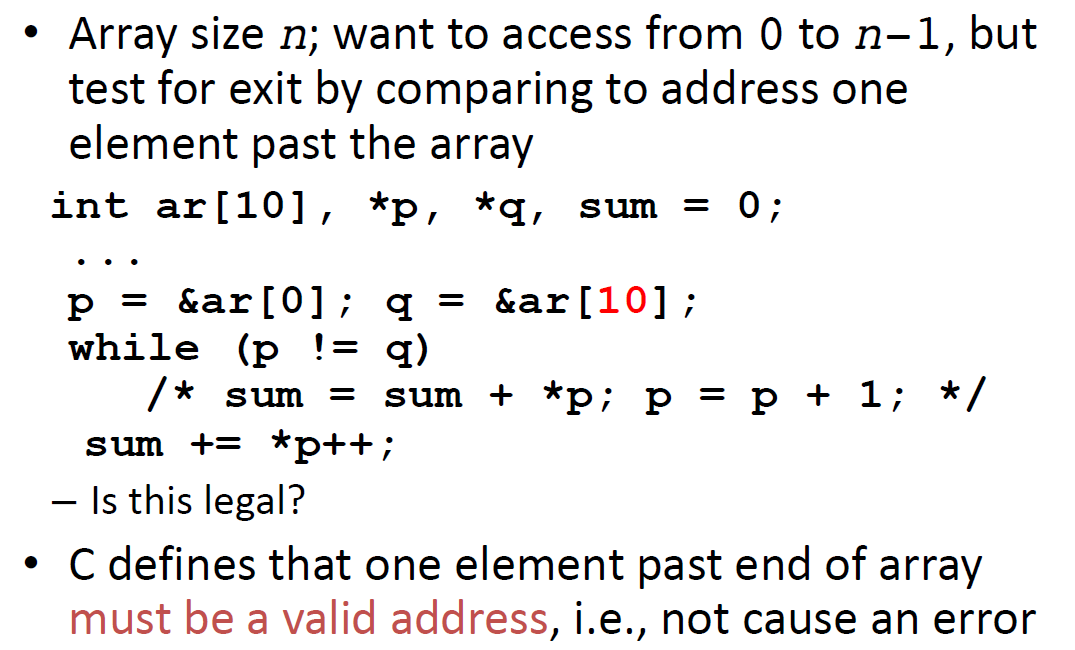 • Array size n; want to access from 0 to n–1, but
test for exit by comparing to address one
element past the array
int ar[10], *p, *q, sum = 0;
...
p = &ar[0]; q = &ar[10];
while (p != q)
/* sum = sum + *p; p = p + 1; */
sum += *p++;
– Is this legal?
• C defines that one element past end of array
must be a valid address, i.e., not cause an error